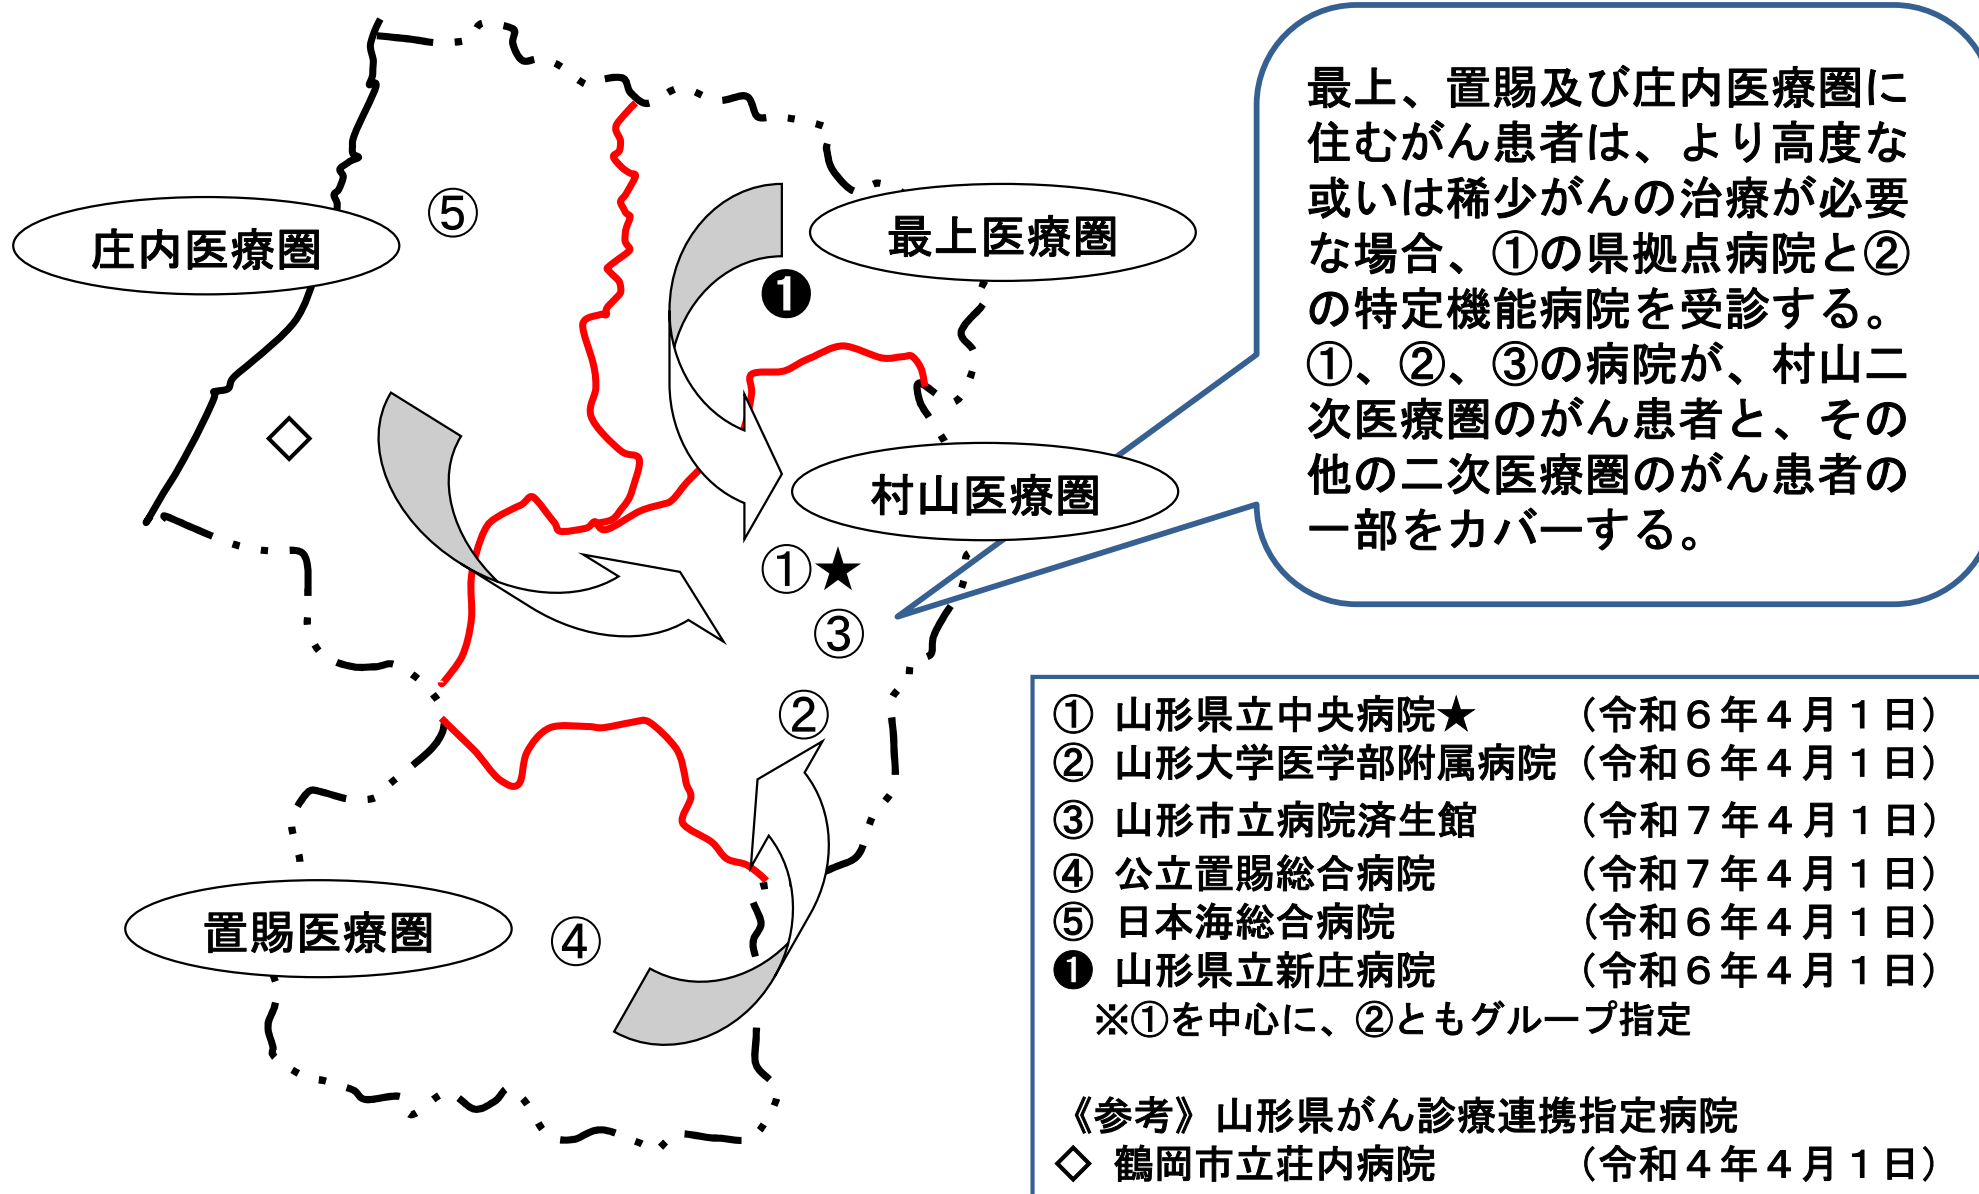 庄内医療圏
⑤
最上医療圏
❶
◇
村山医療圏
①★
③
②
置賜医療圏
④
最上、置賜及び庄内医療圏に
住むがん患者は、より高度な
或いは稀少がんの治療が必要
な場合、①の県拠点病院と②
の特定機能病院を受診する。
①、②、③の病院が、村山二
次医療圏のがん患者と、その
他の二次医療圏のがん患者の
一部をカバーする。
① 山形県立中央病院★ （令和６年４月１日）
② 山形大学医学部附属病院（令和６年４月１日）
③ 山形市立病院済生館 （令和７年４月１日）
④ 公立置賜総合病院 （令和７年４月１日）
⑤ 日本海総合病院 （令和６年４月１日）
❶ 山形県立新庄病院 （令和６年４月１日）
※①を中心に、②ともグループ指定
《参考》山形県がん診療連携指定病院
◇ 鶴岡市立荘内病院 （令和４年４月１日）